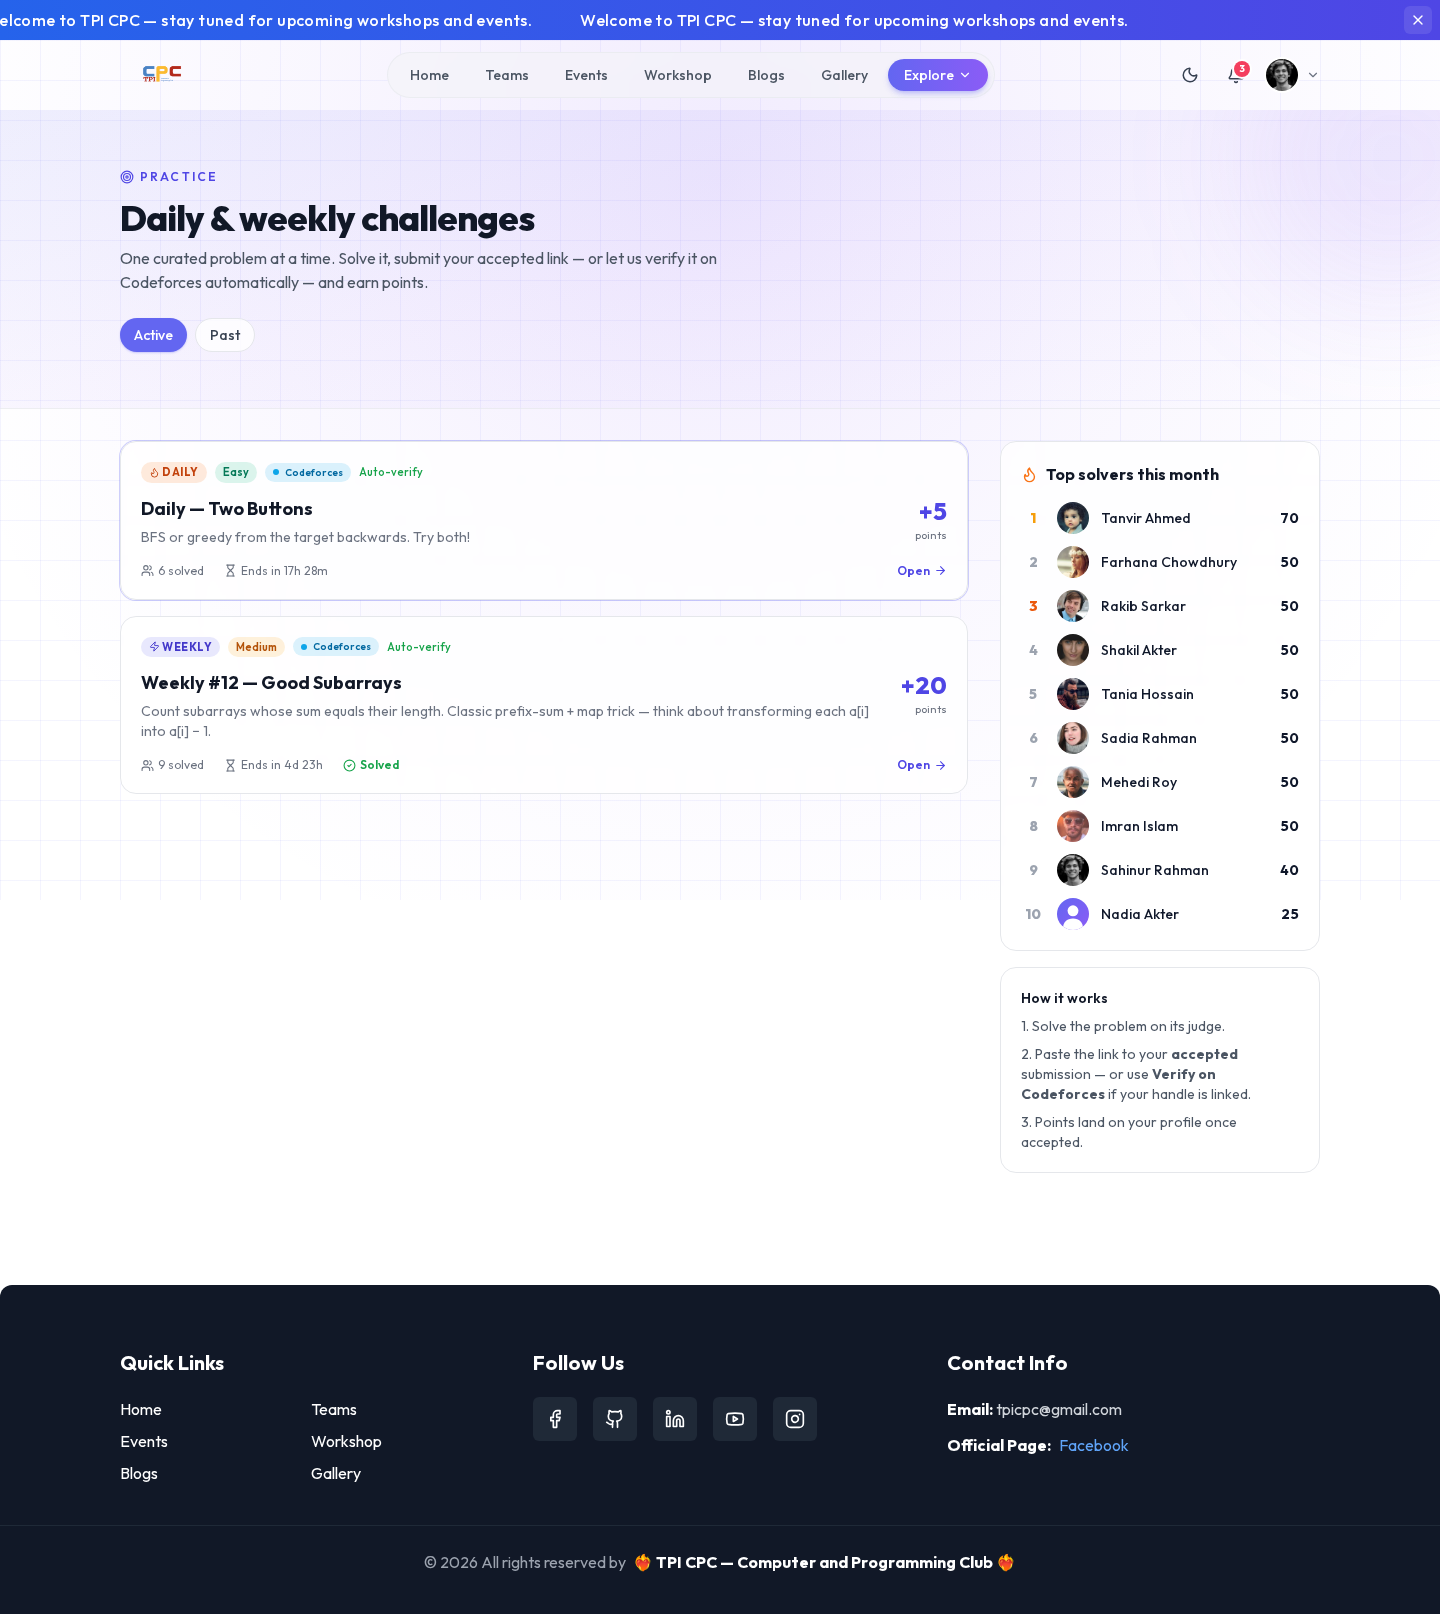 elcome to TPI CPC — stay tuned for upcoming workshops and events. Welcome to TPI CPC — stay tuned for upcoming workshops and events.
CPC
TPI
Home Teams Events Workshop Blogs Gallery Explore
3
PRACTICE
Daily & weekly challenges
One curated problem at a time. Solve it, submit your accepted link — or let us verify it on
Codeforces automatically — and earn points.
Active Past
DAILY Easy Codeforces Auto-verify
Daily — Two Buttons
BFS or greedy from the target backwards. Try both!
+5
points
6 solved Ends in 17h 28m
Open →
WEEKLY Medium Codeforces Auto-verify
Weekly #12 — Good Subarrays
Count subarrays whose sum equals their length. Classic prefix-sum + map trick — think about transforming each a[i]
into a[i] − 1.
+20
points
9 solved Ends in 4d 23h Solved
Open →
Top solvers this month
1 Tanvir Ahmed 70
2 Farhana Chowdhury 50
3 Rakib Sarkar 50
4 Shakil Akter 50
5 Tania Hossain 50
6 Sadia Rahman 50
7 Mehedi Roy 50
8 Imran Islam 50
9 Sahinur Rahman 40
10 Nadia Akter 25
How it works
1. Solve the problem on its judge.
2. Paste the link to your accepted
submission — or use Verify on
Codeforces if your handle is linked.
3. Points land on your profile once
accepted.
Quick Links
Home Teams
Events Workshop
Blogs Gallery
Follow Us
Contact Info
Email: tpicpc@gmail.com
Official Page: Facebook
© 2026 All rights reserved by ❤️‍🔥 TPI CPC — Computer and Programming Club ❤️‍🔥